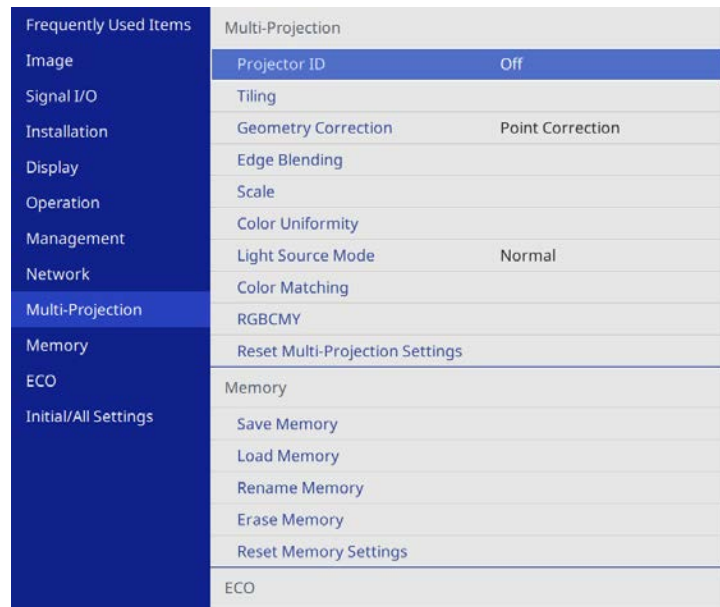 Frequently Used Items
Image
Signal I/O
Installation
Display
Operation
Management
Network
Multi-Projection
Memory
ECO
Initial/All Settings
Multi-Projection
Projector ID Off
Tiling
Geometry Correction Point Correction
Edge Blending
Scale
Color Uniformity
Light Source Mode Normal
Color Matching
RGBCMY
Reset Multi-Projection Settings
Memory
Save Memory
Load Memory
Rename Memory
Erase Memory
Reset Memory Settings
ECO